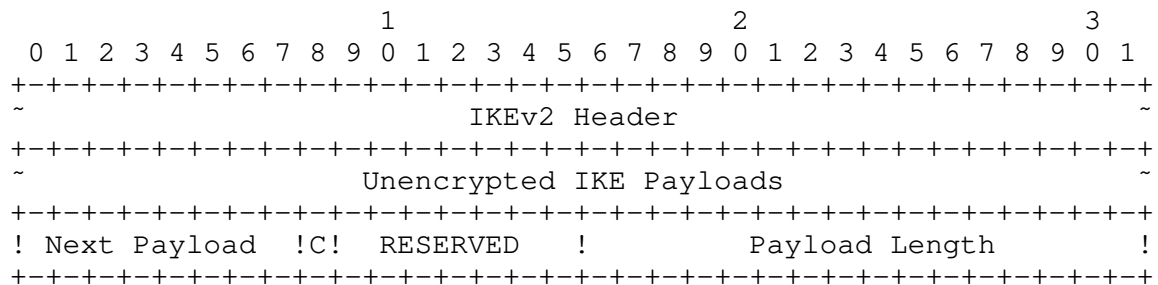 1                   2                   3
 0 1 2 3 4 5 6 7 8 9 0 1 2 3 4 5 6 7 8 9 0 1 2 3 4 5 6 7 8 9 0 1
+-+-+-+-+-+-+-+-+-+-+-+-+-+-+-+-+-+-+-+-+-+-+-+-+-+-+-+-+-+-+-+-+
~                         IKEv2 Header                          ~
+-+-+-+-+-+-+-+-+-+-+-+-+-+-+-+-+-+-+-+-+-+-+-+-+-+-+-+-+-+-+-+-+
~                   Unencrypted IKE Payloads                    ~
+-+-+-+-+-+-+-+-+-+-+-+-+-+-+-+-+-+-+-+-+-+-+-+-+-+-+-+-+-+-+-+-+
! Next Payload  !C!  RESERVED   !         Payload Length        !
+-+-+-+-+-+-+-+-+-+-+-+-+-+-+-+-+-+-+-+-+-+-+-+-+-+-+-+-+-+-+-+-+